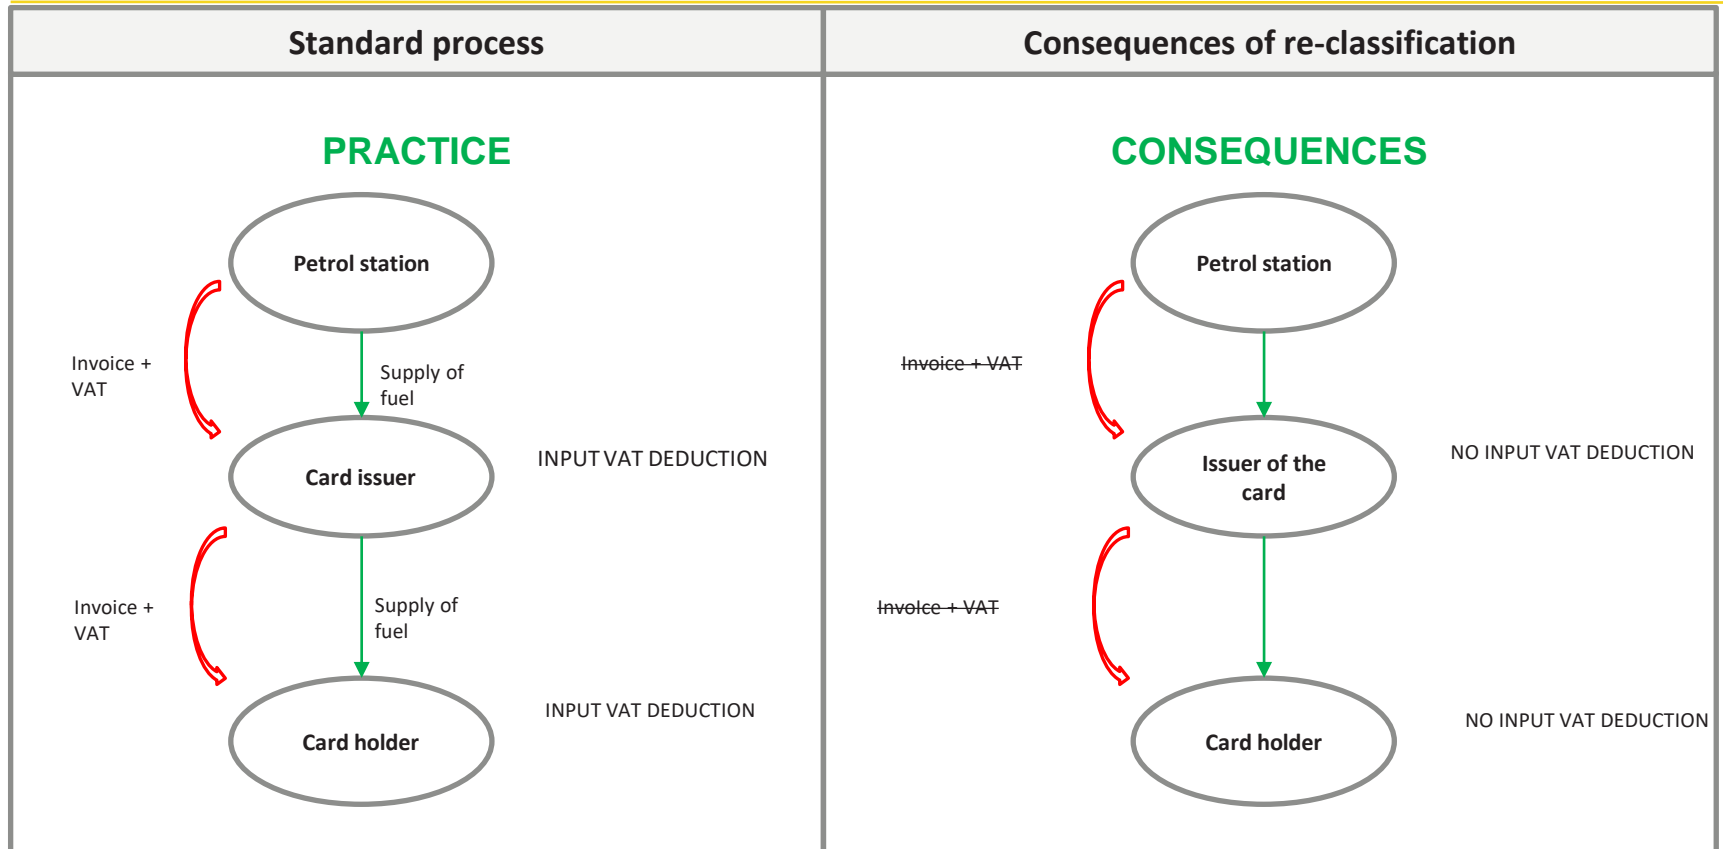 Standard process
Consequences of re-classification
PRACTICE
Petrol station
Invoice +
VAT
Supply of
fuel
Card issuer
INPUT VAT DEDUCTION
Invoice +
VAT
Supply of
fuel
Card holder
INPUT VAT DEDUCTION
CONSEQUENCES
Petrol station
Invoice + VAT
Issuer of the
card
NO INPUT VAT DEDUCTION
Invoice + VAT
Card holder
NO INPUT VAT DEDUCTION